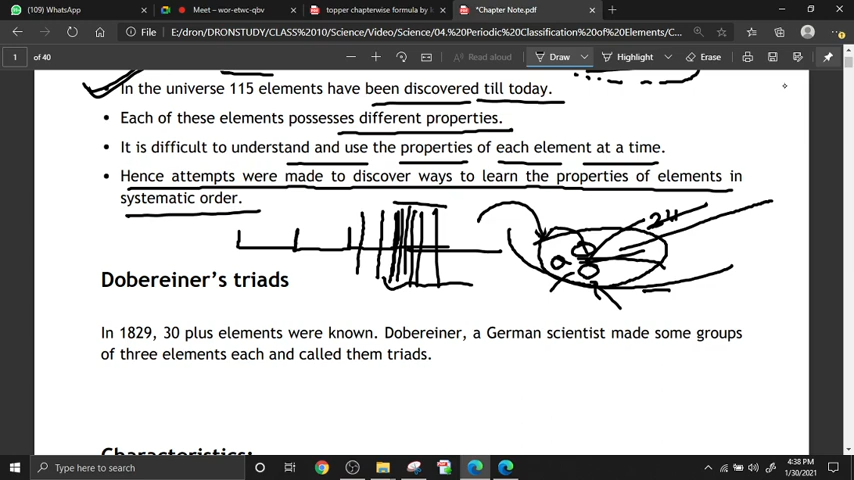 (109) WhatsApp
Meet – wor-etwc-qbv
topper chapterwise formula by k
*Chapter Note.pdf
File
E:/dron/DRONSTUDY/CLASS%2010/Science/Video/Science/04.%20Periodic%20Classification%20of%20Elements/C...
1
of 40
Read aloud
Draw
Highlight
Erase
In the universe 115 elements have been discovered till today.
• Each of these elements possesses different properties.
• It is difficult to understand and use the properties of each element at a time.
• Hence attempts were made to discover ways to learn the properties of elements in
systematic order.
Dobereiner's triads
In 1829, 30 plus elements were known. Dobereiner, a German scientist made some groups
of three elements each and called them triads.
Characteristics:
Type here to search
4:38 PM
1/30/2021